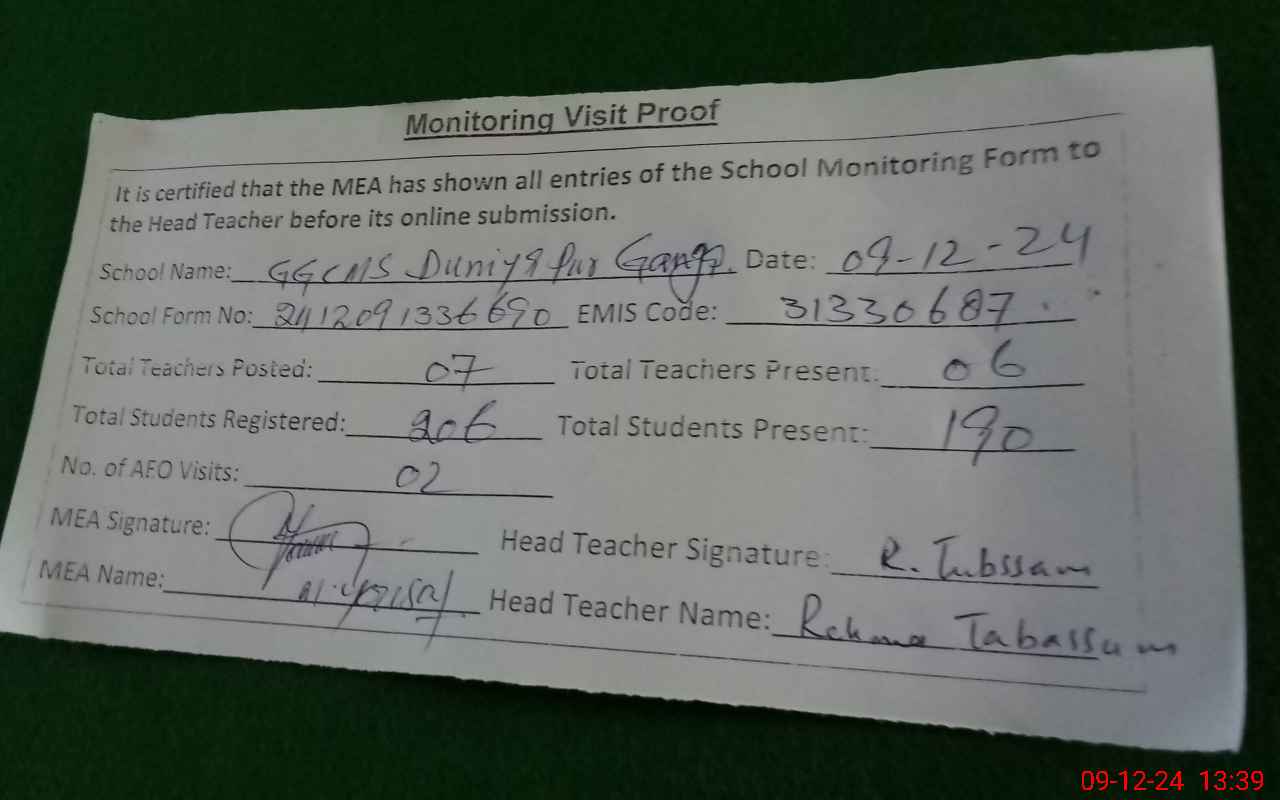 Monitoring Visit Proof
It is certified that the MEA has shown all entries of the School Monitoring Form to
the Head Teacher before its online submission.
School Name: GGCMS Duniya Pur Date: 09-12-24
School Form No: 2412091336690 EMIS Code: 31330687
Total Teachers Posted: 07 Total Teachers Present: 06
Total Students Registered: 206 Total Students Present: 190
No. of AEO Visits: 02
MEA Signature: Head Teacher Signature: R. Tubssam
MEA Name: Head Teacher Name: Tabassum
09-12-24 13:39